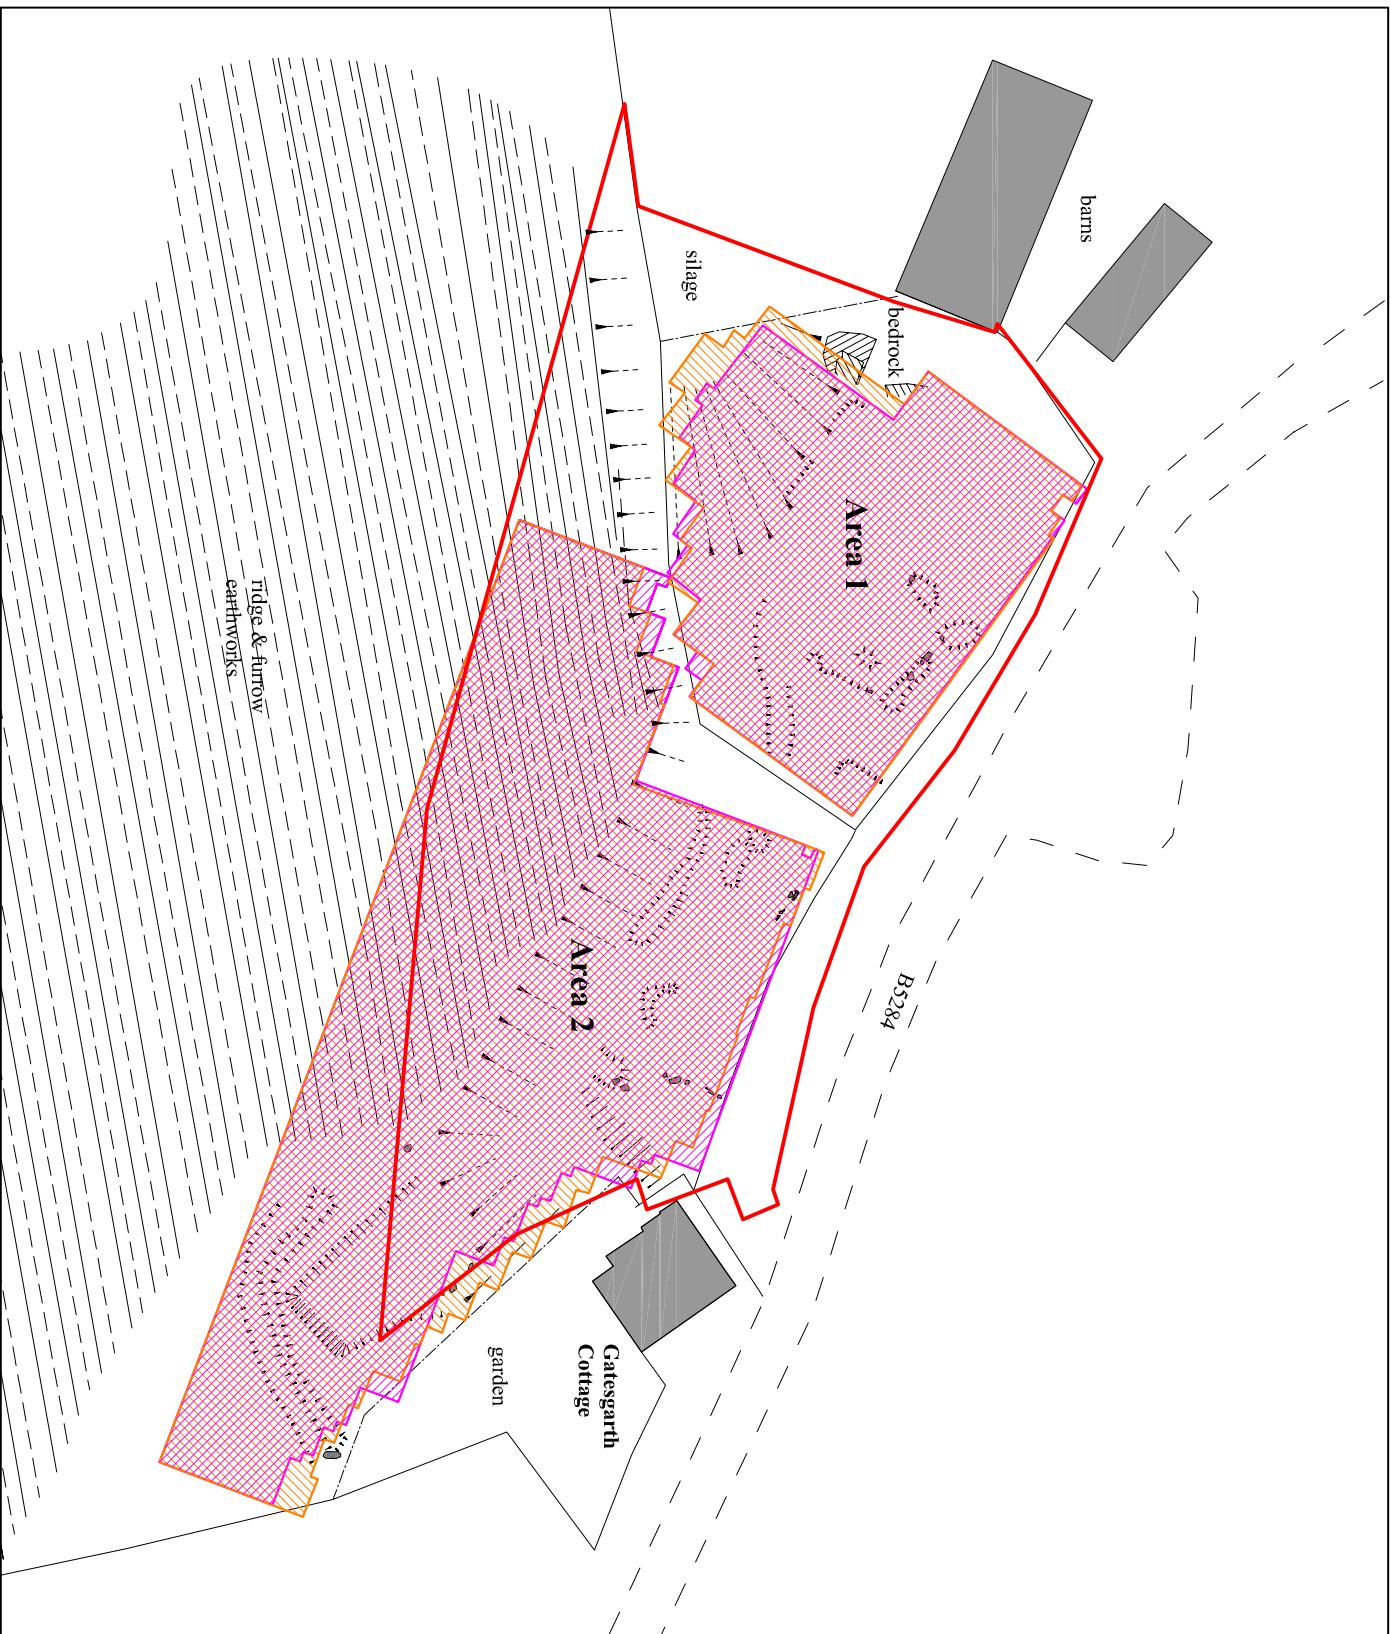 barns
silage
bedrock
Area 1
B5284
Area 2
ridge & furrow
earthworks
Gatesgarth
Cottage
garden